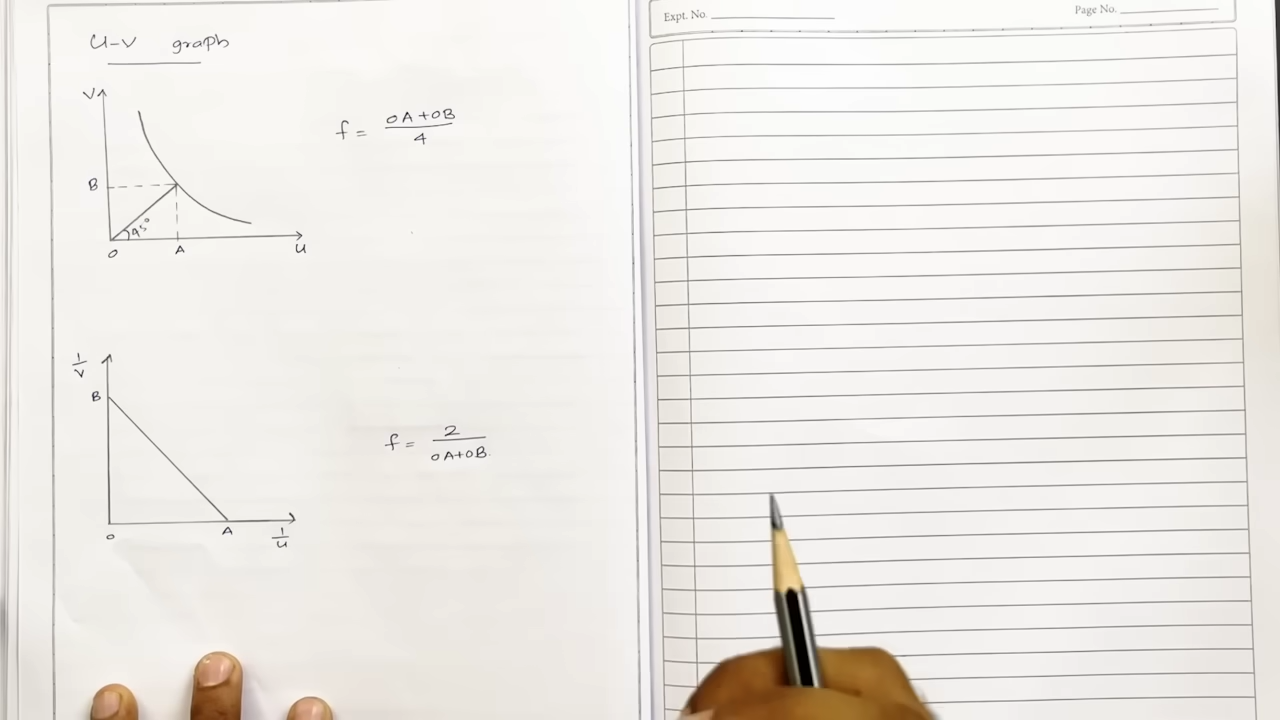 U-V graph
V
f = OA+OB / 4
B
45°
O A U
1/V
B
f = 2 / OA+OB.
O A 1/U
Expt. No.
Page No.